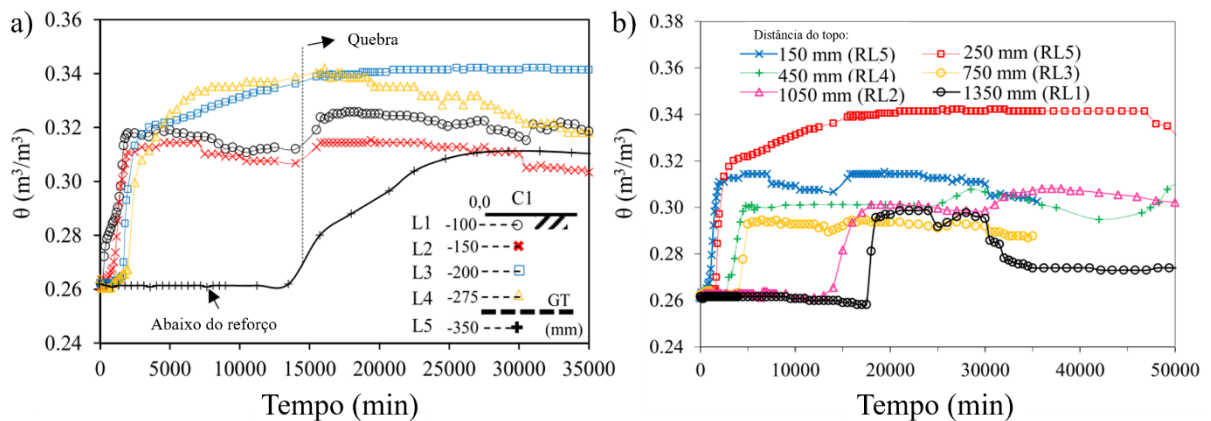 a)
θ (m³/m³)
0.36
0.34
0.32
0.30
0.28
0.26
0.24
Quebra
Abaixo do reforço
0,0 C1
L1 -100
L2 -150
L3 -200
L4 -275
GT
L5 -350 (mm)
0 5000 10000 15000 20000 25000 30000 35000
Tempo (min)
b)
θ (m³/m³)
0.36
0.34
0.32
0.30
0.28
0.26
0.24
Distância do topo:
150 mm (RL5) 250 mm (RL5)
450 mm (RL4) 750 mm (RL3)
1050 mm (RL2) 1350 mm (RL1)
0 10000 20000 30000 40000 50000
Tempo (min)